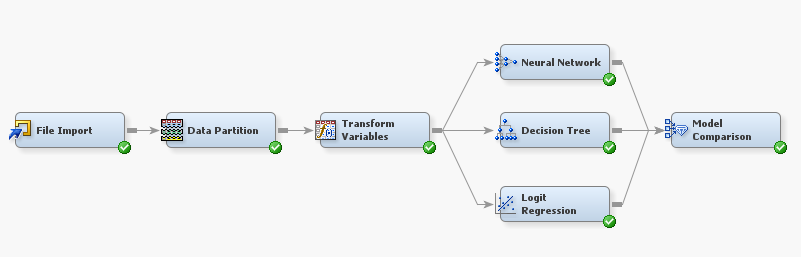 File Import
Data Partition
Transform
Variables
Neural Network
Decision Tree
Logit
Regression
Model
Comparison